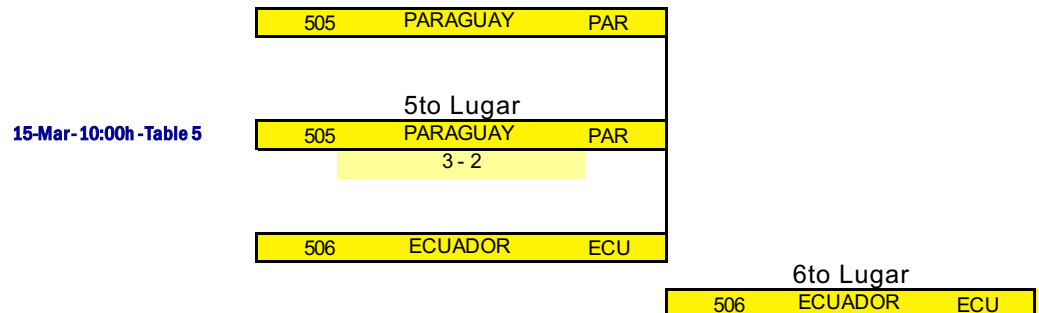 505 PARAGUAY PAR
5to Lugar
15-Mar-10:00h-Table 5
505 PARAGUAY PAR
3 - 2
506 ECUADOR ECU
6to Lugar
506 ECUADOR ECU